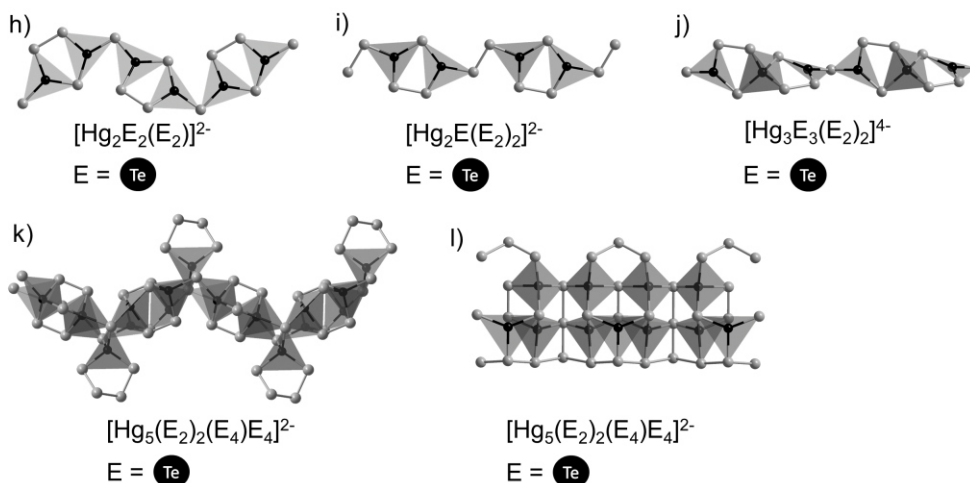 h)
[Hg₂E₂(E₂)]²⁻
E = Te
i)
[Hg₂E(E₂)₂]²⁻
E = Te
j)
[Hg₃E₃(E₂)₂]⁴⁻
E = Te
k)
[Hg₅(E₂)₂(E₄)E₄]²⁻
E = Te
l)
[Hg₅(E₂)₂(E₄)E₄]²⁻
E = Te